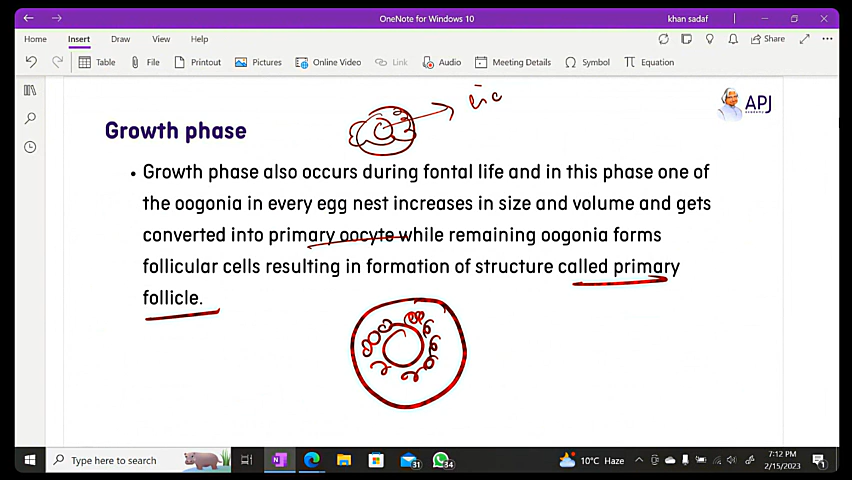 OneNote for Windows 10
khan sadaf
Home
Insert
Draw
View
Help
Share
Table
File
Printout
Pictures
Online Video
Link
Audio
Meeting Details
Symbol
Equation
APJ
Growth phase
• Growth phase also occurs during fontal life and in this phase one of
the oogonia in every egg nest increases in size and volume and gets
converted into primary oocyte while remaining oogonia forms
follicular cells resulting in formation of structure called primary
follicle.
Type here to search
31
34
10°C Haze
7:12 PM
2/15/2023
1